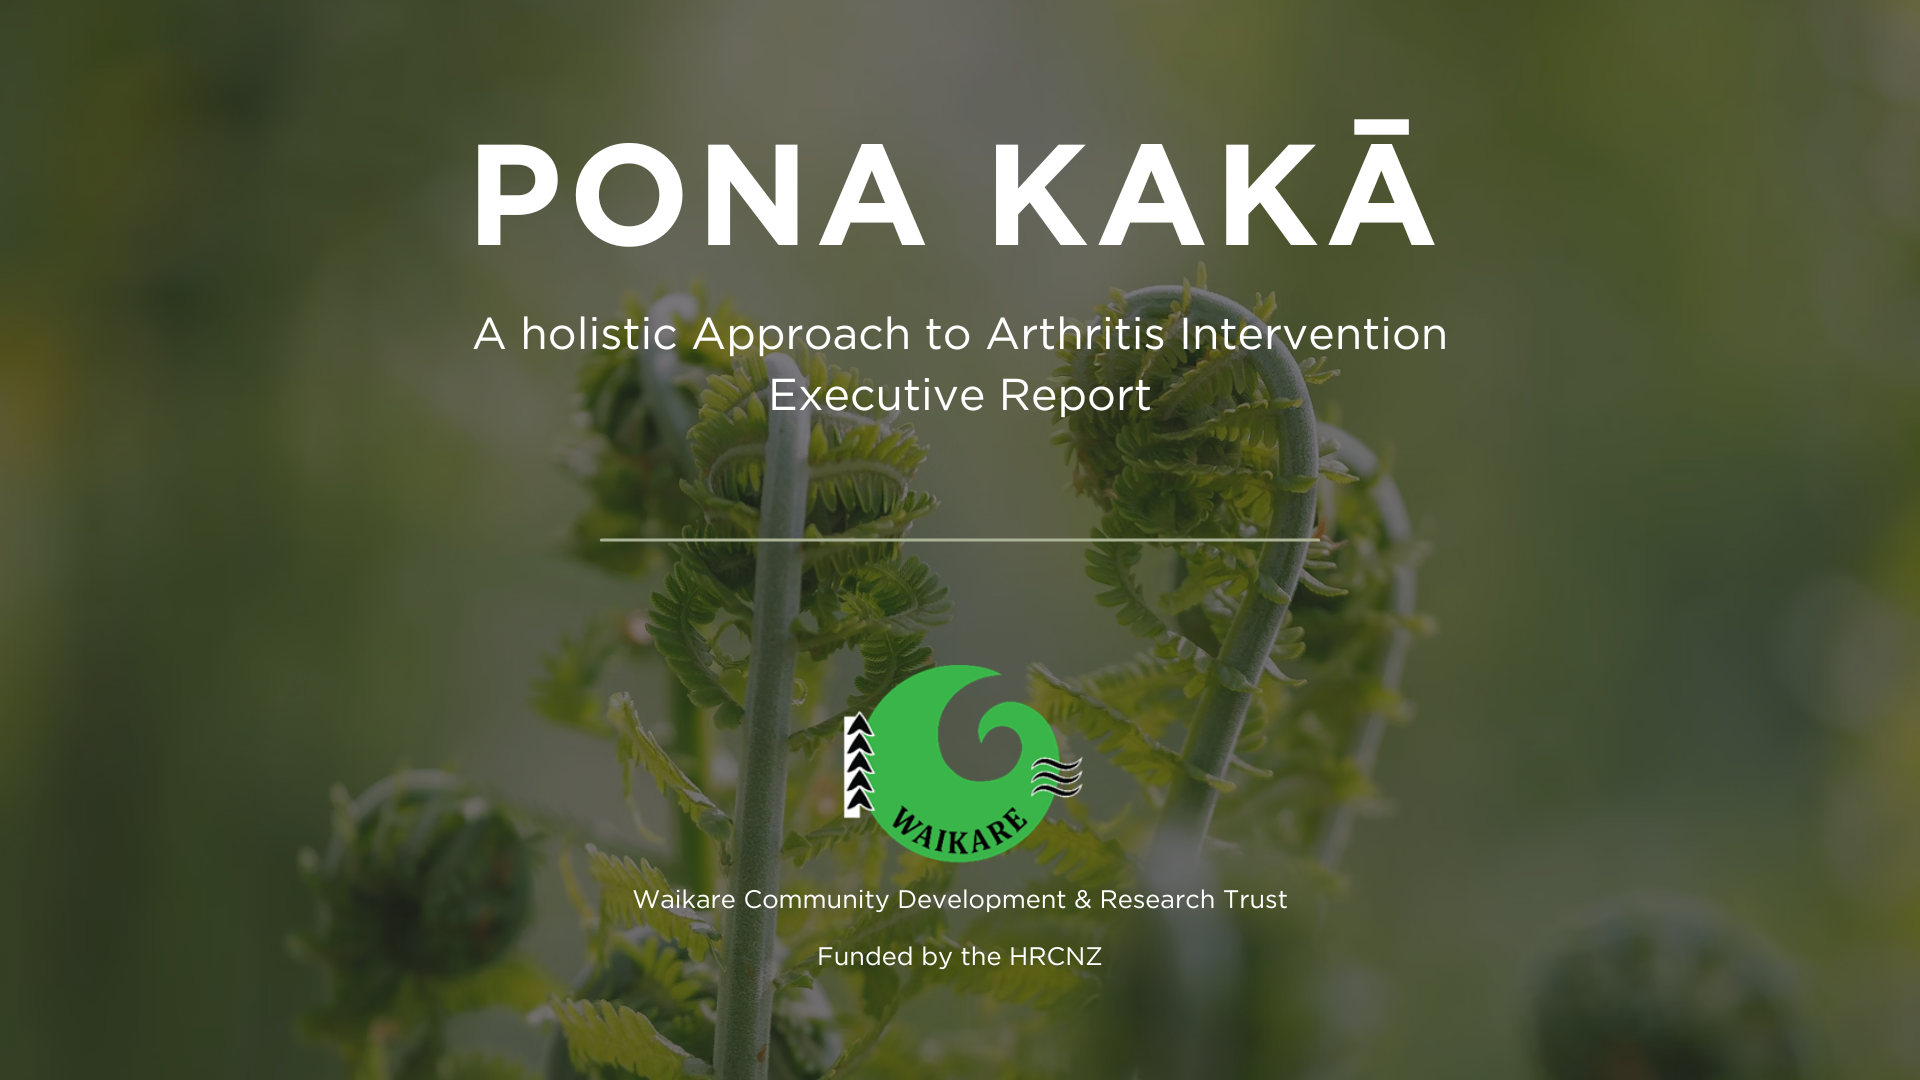 PONA KAKĀ
A holistic Approach to Arthritis Intervention
Executive Report
WAIKARE
Waikare Community Development & Research Trust
Funded by the HRCNZ